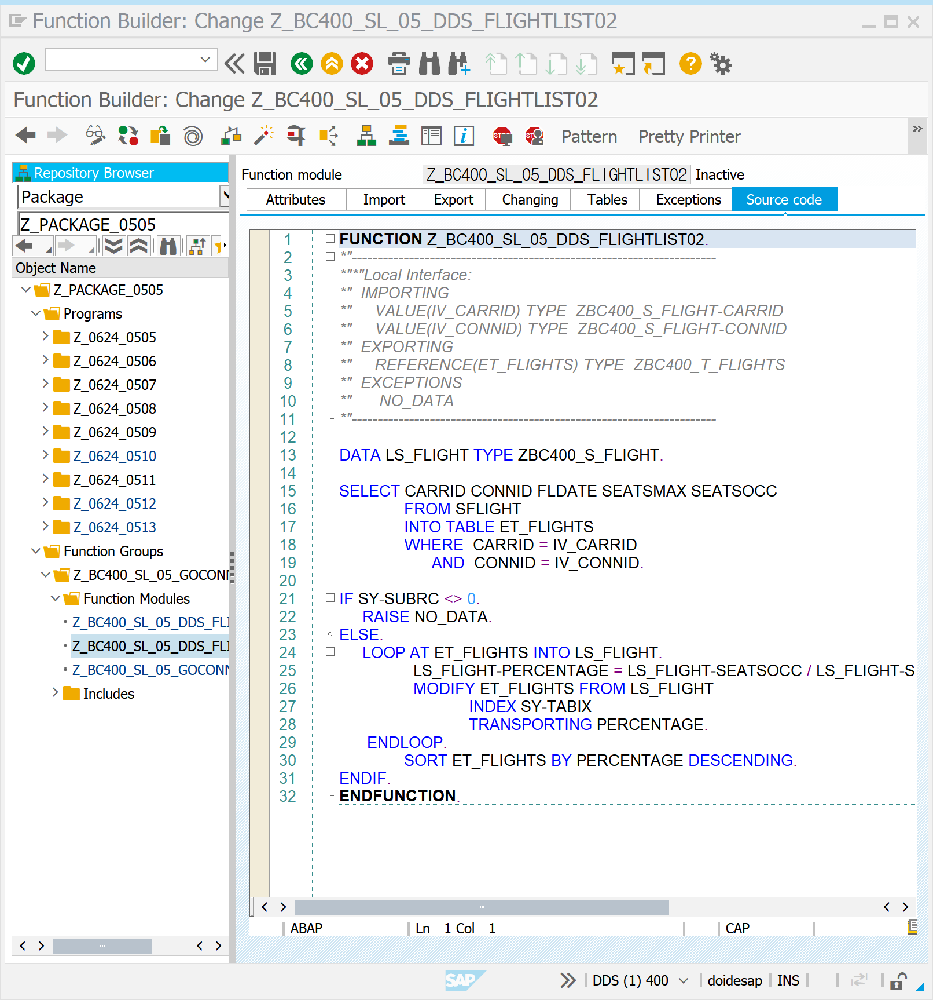 Function Builder: Change Z_BC400_SL_05_DDS_FLIGHTLIST02
Function Builder: Change Z_BC400_SL_05_DDS_FLIGHTLIST02
Pattern Pretty Printer
Repository Browser
Package
Z_PACKAGE_0505
Object Name
Z_PACKAGE_0505
Programs
Z_0624_0505
Z_0624_0506
Z_0624_0507
Z_0624_0508
Z_0624_0509
Z_0624_0510
Z_0624_0511
Z_0624_0512
Z_0624_0513
Function Groups
Z_BC400_SL_05_GOCONN
Function Modules
Z_BC400_SL_05_DDS_FLI
Z_BC400_SL_05_DDS_FLI
Z_BC400_SL_05_GOCONN
Includes
Function module Z_BC400_SL_05_DDS_FLIGHTLIST02 Inactive
Attributes Import Export Changing Tables Exceptions Source code
1 FUNCTION Z_BC400_SL_05_DDS_FLIGHTLIST02.
2 *"----------------------------------------------------------------------
3 *"*"Local Interface:
4 *" IMPORTING
5 *" VALUE(IV_CARRID) TYPE ZBC400_S_FLIGHT-CARRID
6 *" VALUE(IV_CONNID) TYPE ZBC400_S_FLIGHT-CONNID
7 *" EXPORTING
8 *" REFERENCE(ET_FLIGHTS) TYPE ZBC400_T_FLIGHTS
9 *" EXCEPTIONS
10 *" NO_DATA
11 *"----------------------------------------------------------------------
12
13 DATA LS_FLIGHT TYPE ZBC400_S_FLIGHT.
14
15 SELECT CARRID CONNID FLDATE SEATSMAX SEATSOCC
16 FROM SFLIGHT
17 INTO TABLE ET_FLIGHTS
18 WHERE CARRID = IV_CARRID
19 AND CONNID = IV_CONNID.
20
21 IF SY-SUBRC <> 0.
22 RAISE NO_DATA.
23 ELSE.
24 LOOP AT ET_FLIGHTS INTO LS_FLIGHT.
25 LS_FLIGHT-PERCENTAGE = LS_FLIGHT-SEATSOCC / LS_FLIGHT-S
26 MODIFY ET_FLIGHTS FROM LS_FLIGHT
27 INDEX SY-TABIX
28 TRANSPORTING PERCENTAGE.
29 ENDLOOP.
30 SORT ET_FLIGHTS BY PERCENTAGE DESCENDING.
31 ENDIF.
32 ENDFUNCTION.
ABAP Ln 1 Col 1 CAP
SAP DDS (1) 400 doidesap INS